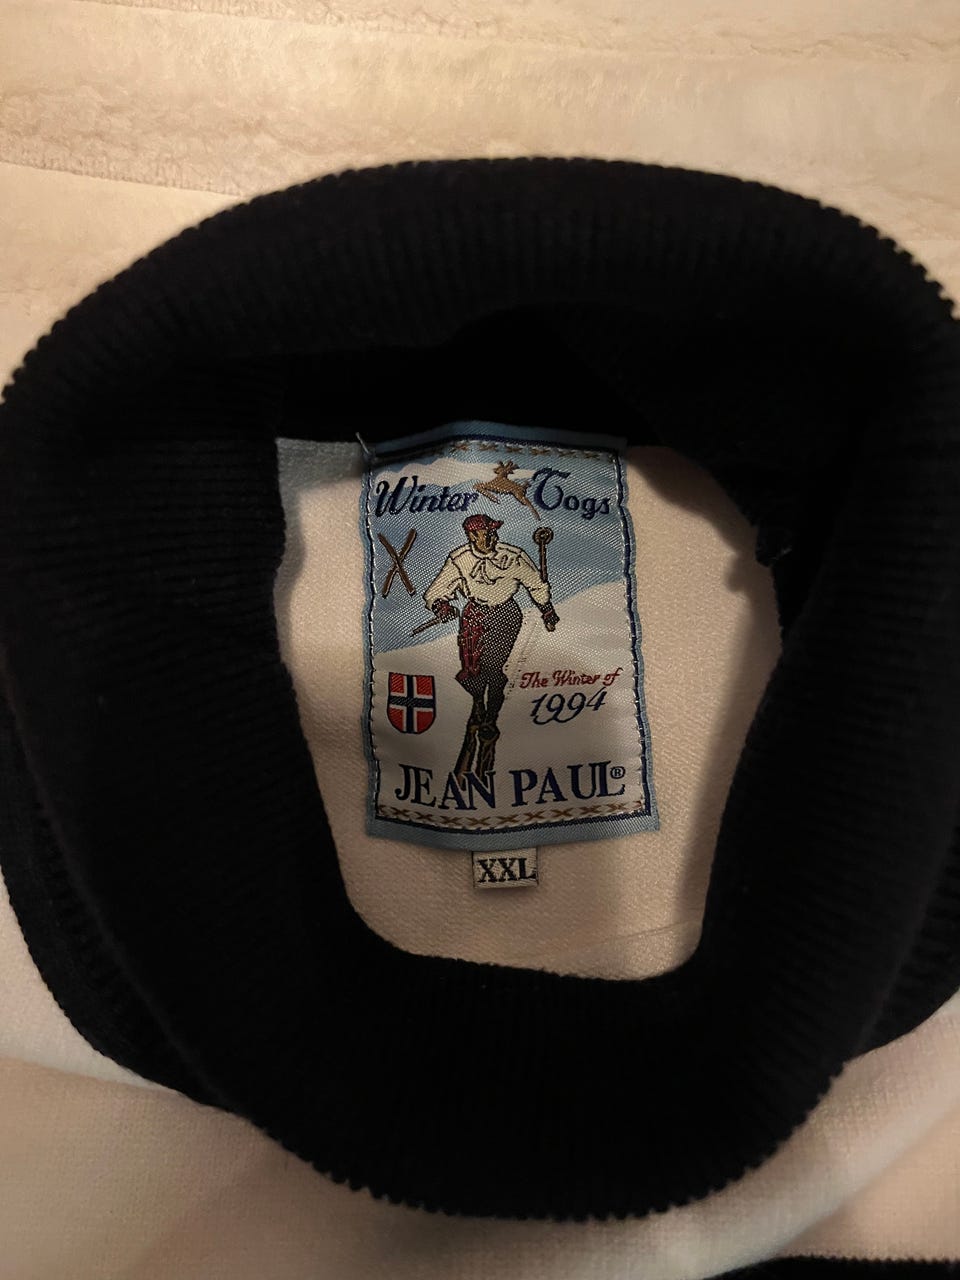 Winter Togs
The Winter of
1994
JEAN PAUL®
XXL